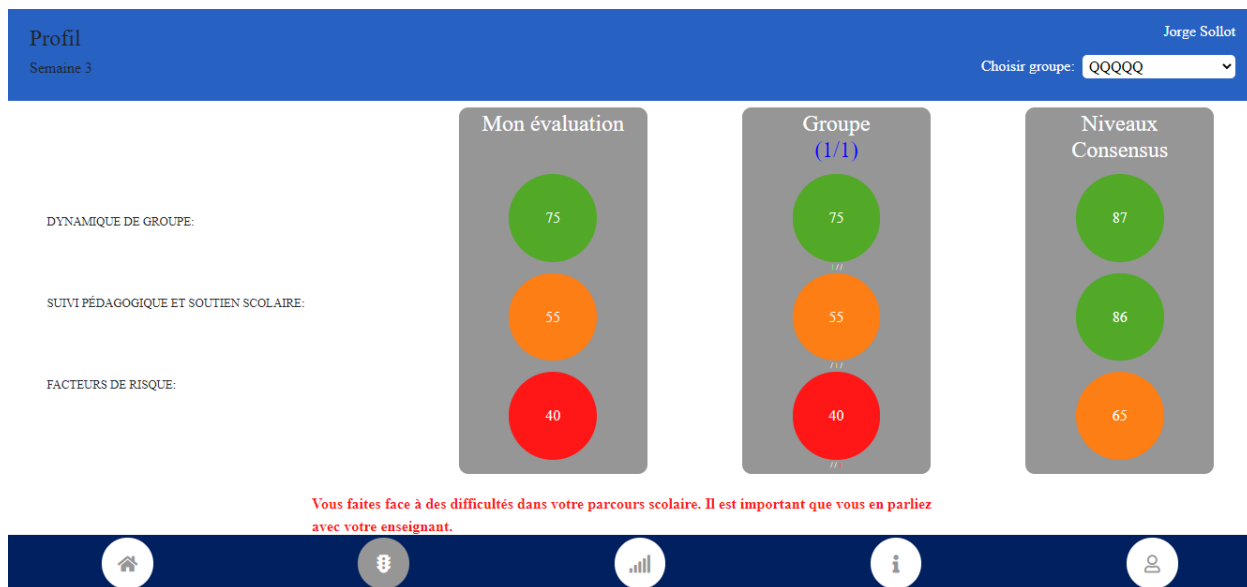 Profil
Jorge Sollot
Semaine 3
Choisir groupe: QQQQQ
Mon évaluation
Groupe
(1/1)
Niveaux
Consensus
DYNAMIQUE DE GROUPE:
75
75
87
SUIVI PÉDAGOGIQUE ET SOUTIEN SCOLAIRE:
55
55
86
FACTEURS DE RISQUE:
40
40
65
Vous faites face à des difficultés dans votre parcours scolaire. Il est important que vous en parliez
avec votre enseignant.